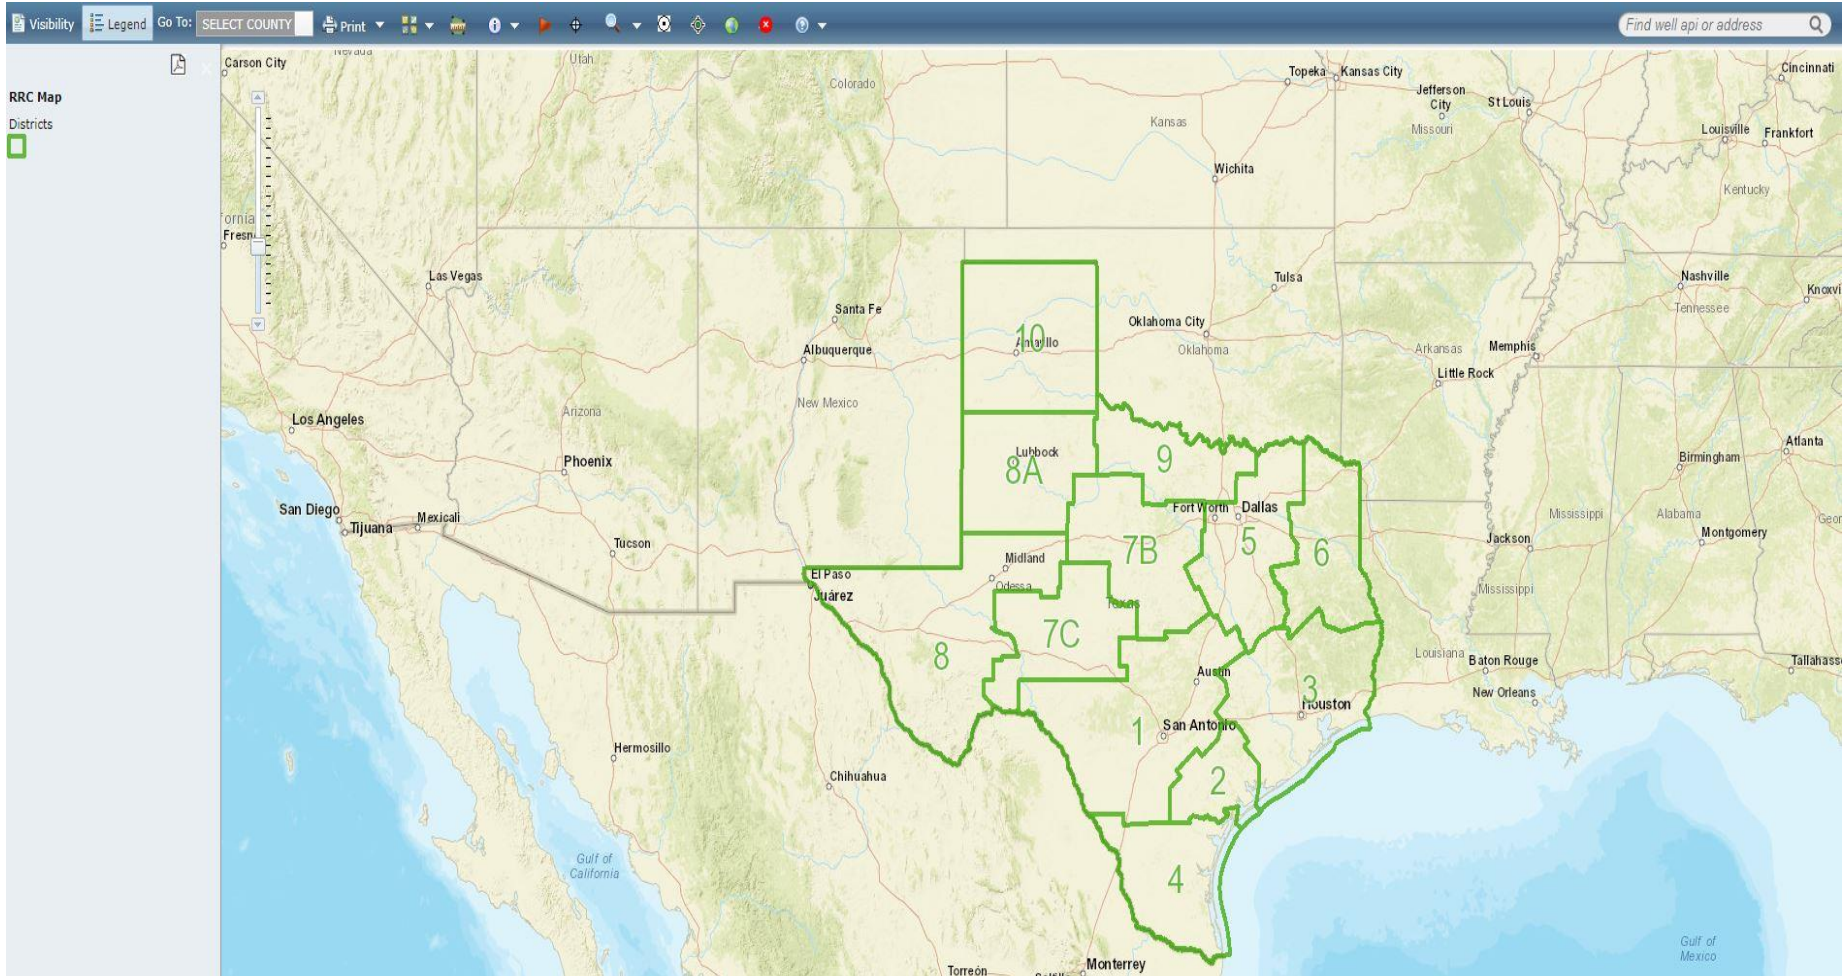 Visibility Legend Go To: SELECT COUNTY Print Find well api or address
RRC Map
Districts
Carson City
Nevada
Utah
Colorado
Topeka
Kansas City
Cincinnati
Jefferson
City
St Louis
Missouri
Kansas
Louisville
Frankfort
Wichita
Kentucky
Las Vegas
Tulsa
Nashville
Tennessee
Santa Fe
Oklahoma City
10
Albuquerque
Oklahoma
Arkansas
Memphis
Little Rock
Los Angeles
Arizona
New Mexico
Atlanta
Phoenix
Lubbock
8A
9
Birmingham
San Diego
Tijuana
Mexicali
Fort Worth
Dallas
Mississippi
Alabama
Tucson
Midland
7B
5
6
Jackson
Montgomery
El Paso
Juárez
Odessa
Texas
Mississippi
7C
8
Louisiana
Baton Rouge
Austin
New Orleans
3
Houston
Hermosillo
1
San Antonio
Chihuahua
2
Gulf of
California
4
Gulf of
Mexico
Torreón
Monterrey